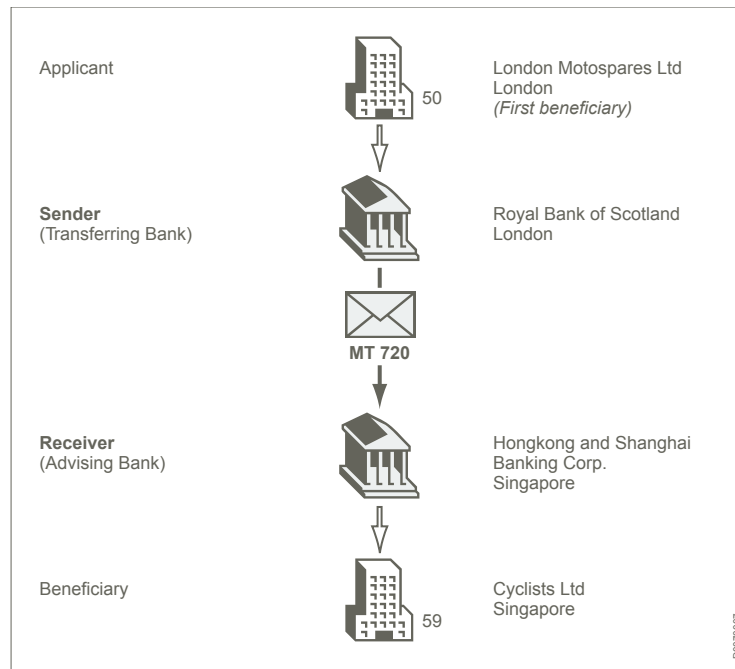 Applicant
50
London Motospares Ltd
London
(First beneficiary)
Sender
(Transferring Bank)
Royal Bank of Scotland
London
MT 720
Receiver
(Advising Bank)
Hongkong and Shanghai
Banking Corp.
Singapore
Beneficiary
59
Cyclists Ltd
Singapore